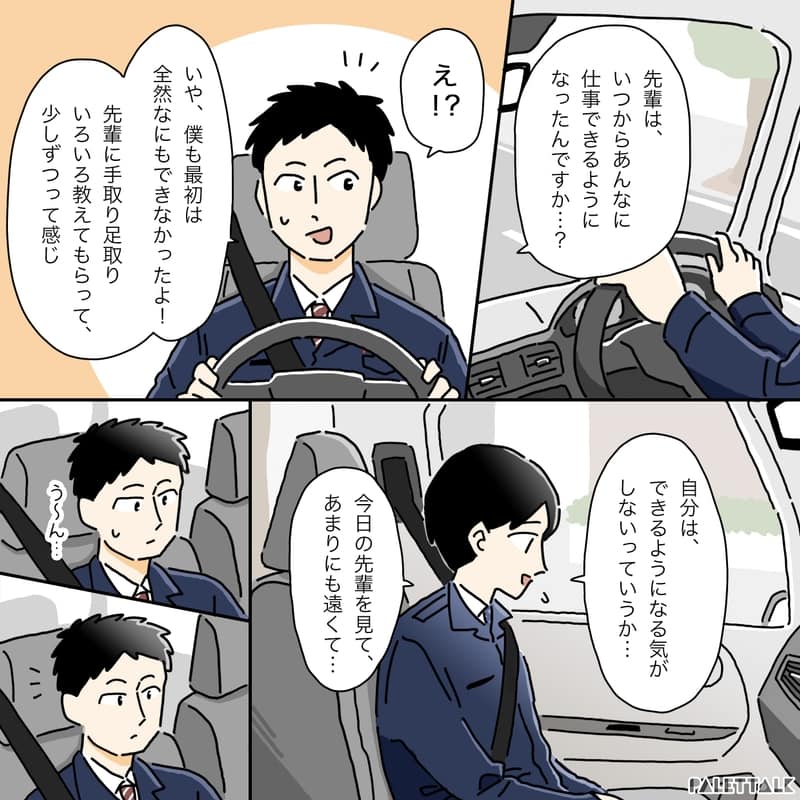 先輩は、
いつからあんなに
仕事できるように
なったんですか…?
え!?
いや、僕も最初は
全然なにもできなかったよ!
先輩に手取り足取り
いろいろ教えてもらって、
少しずつって感じ
自分は、
できるようになる気が
しないっていうか…
今日の先輩を見て、
あまりにも遠くて…
う〜ん…
PALETTALK